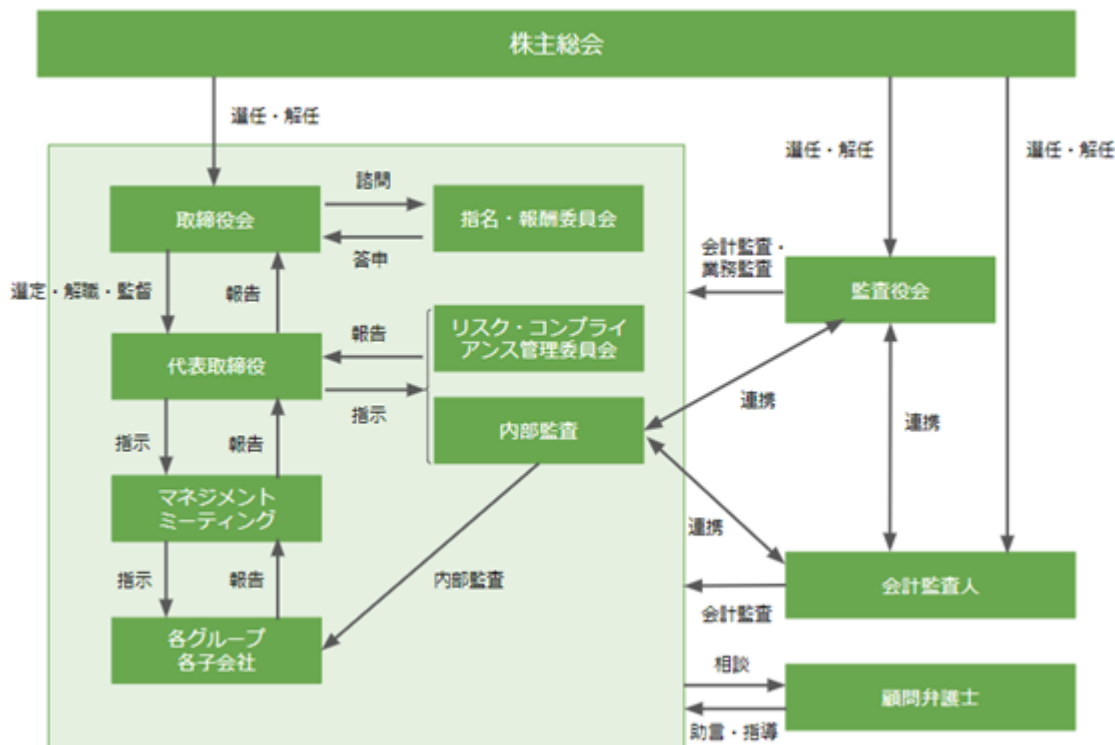 株主総会
選任・解任
選任・解任
選任・解任
諮問
取締役会
指名・報酬委員会
答申
会計監査・
業務監査
監査役会
選定・解職・監督
報告
報告
リスク・コンプライ
アンス管理委員会
代表取締役
指示
連携
連携
内部監査
指示
報告
マネジメント
ミーティング
連携
指示
報告
内部監査
会計監査人
会計監査
各グループ
各子会社
相談
顧問弁護士
助言・指導